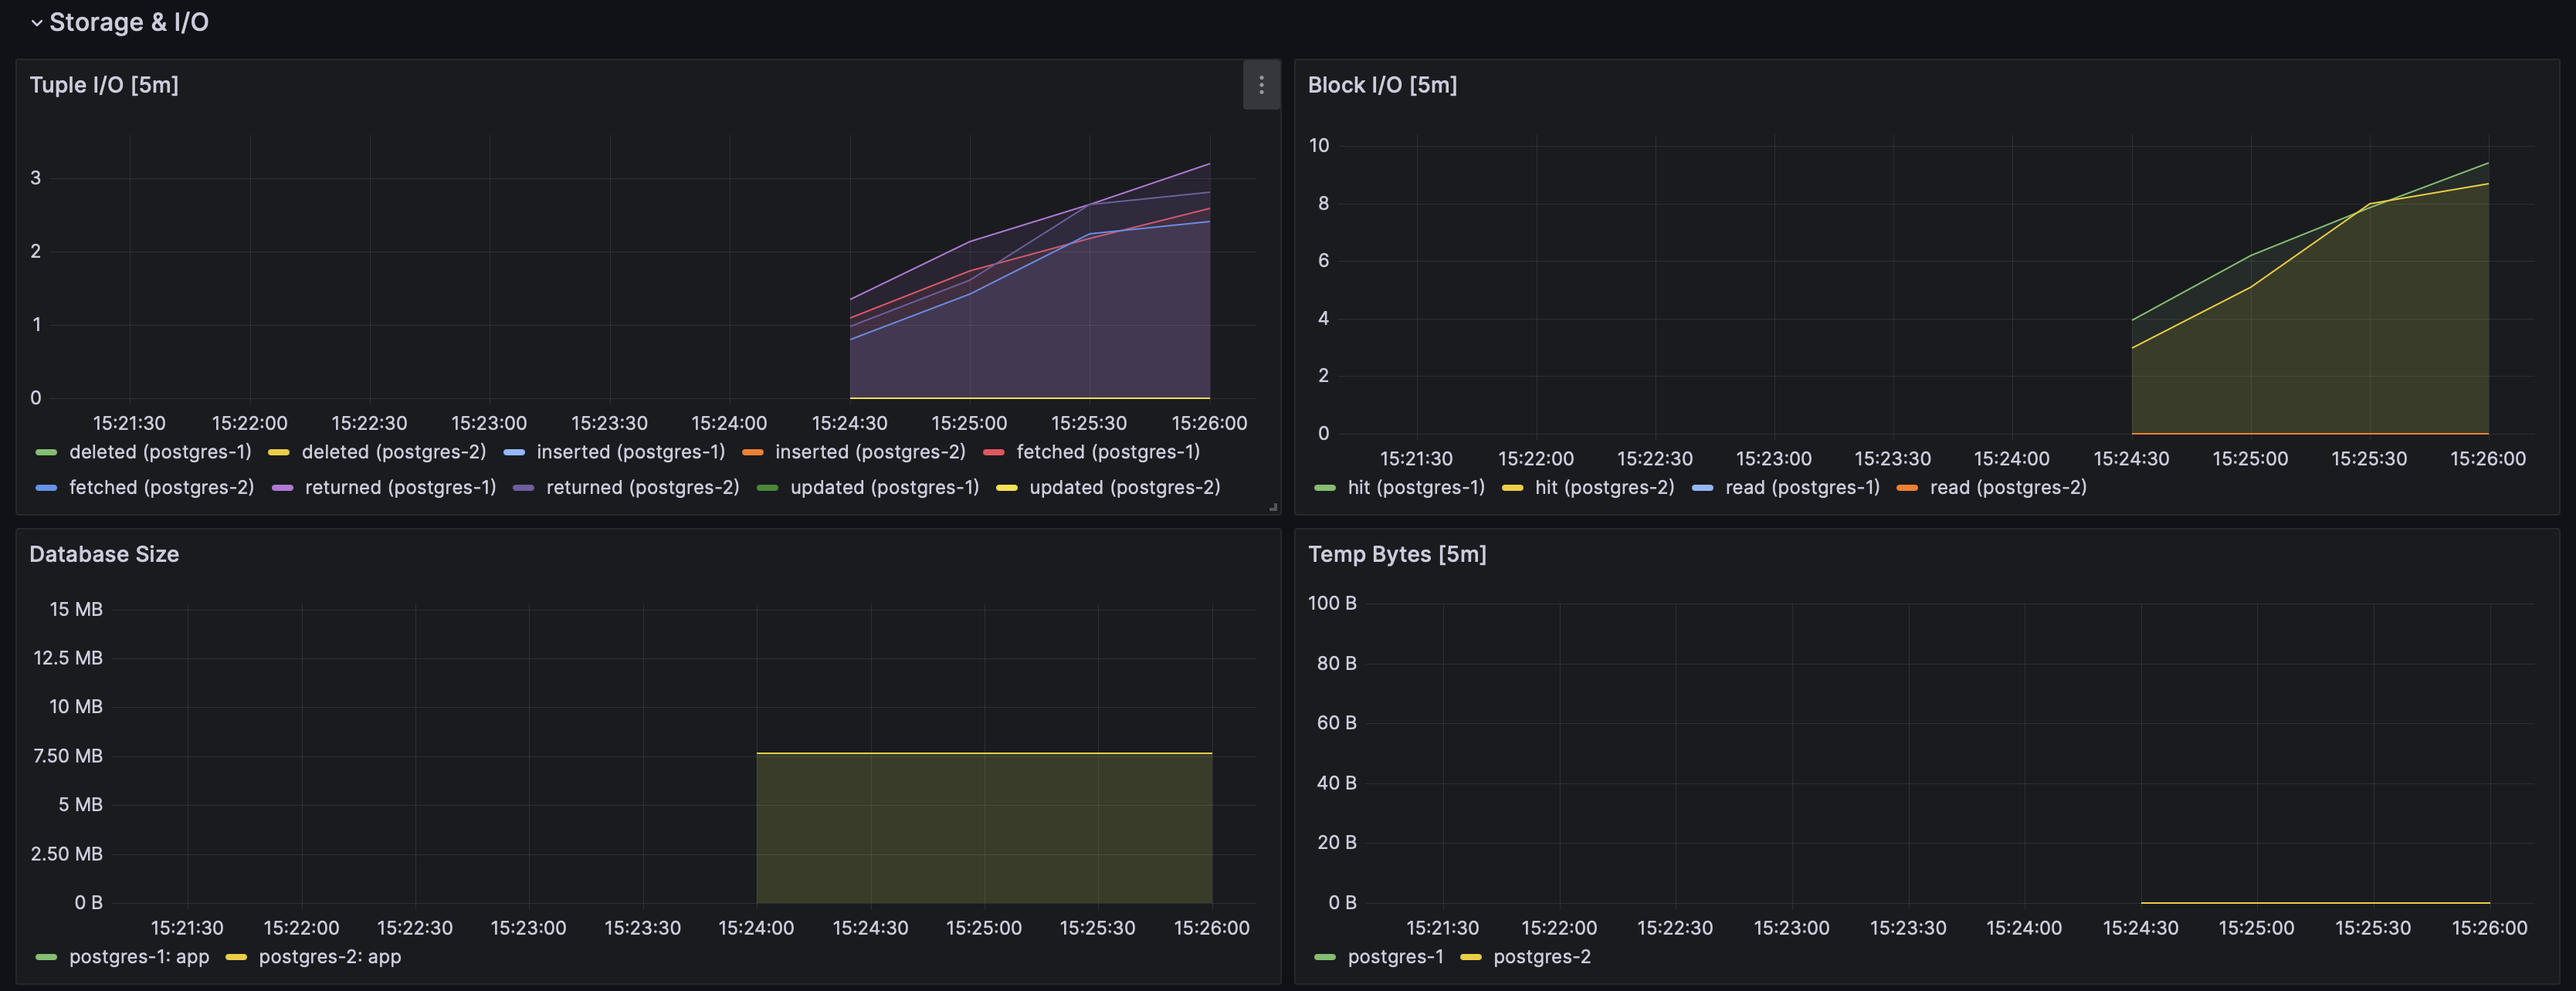 Storage & I/O
Tuple I/O [5m]
3
2
1
0
15:21:30 15:22:00 15:22:30 15:23:00 15:23:30 15:24:00 15:24:30 15:25:00 15:25:30 15:26:00
deleted (postgres-1) deleted (postgres-2) inserted (postgres-1) inserted (postgres-2) fetched (postgres-1)
fetched (postgres-2) returned (postgres-1) returned (postgres-2) updated (postgres-1) updated (postgres-2)
Block I/O [5m]
10
8
6
4
2
0
15:21:30 15:22:00 15:22:30 15:23:00 15:23:30 15:24:00 15:24:30 15:25:00 15:25:30 15:26:00
hit (postgres-1) hit (postgres-2) read (postgres-1) read (postgres-2)
Database Size
15 MB
12.5 MB
10 MB
7.50 MB
5 MB
2.50 MB
0 B
15:21:30 15:22:00 15:22:30 15:23:00 15:23:30 15:24:00 15:24:30 15:25:00 15:25:30 15:26:00
postgres-1: app postgres-2: app
Temp Bytes [5m]
100 B
80 B
60 B
40 B
20 B
0 B
15:21:30 15:22:00 15:22:30 15:23:00 15:23:30 15:24:00 15:24:30 15:25:00 15:25:30 15:26:00
postgres-1 postgres-2